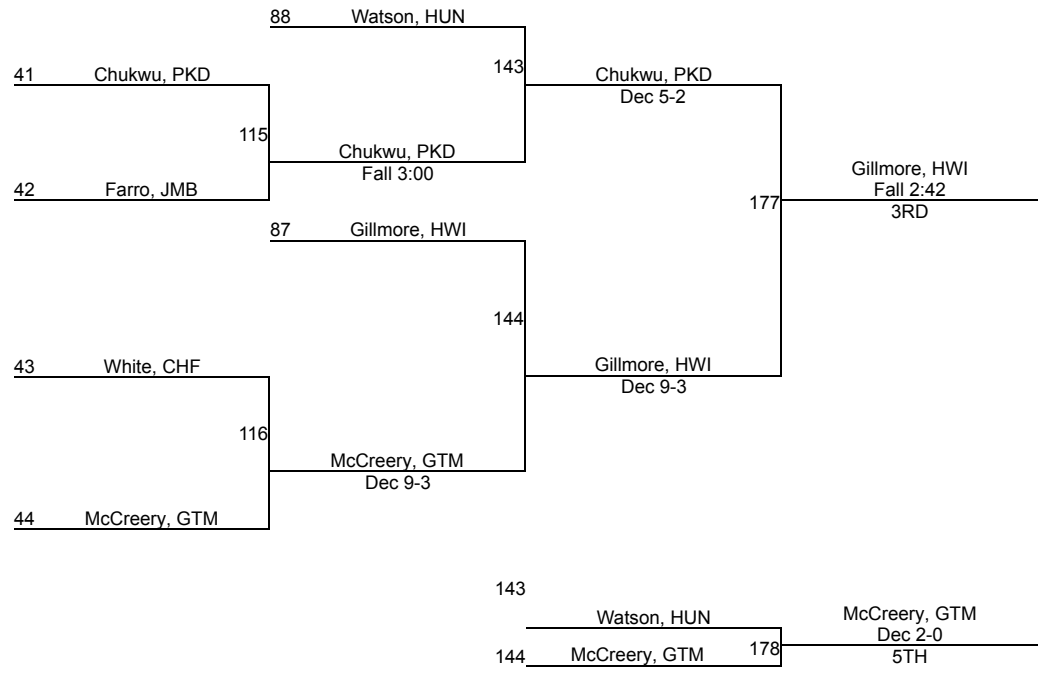 88 Watson, HUN
143
41 Chukwu, PKD
Chukwu, PKD
Dec 5-2
115
Chukwu, PKD
Fall 3:00
42 Farro, JMB
Gillmore, HWI
Fall 2:42
3RD
177
87 Gillmore, HWI
144
43 White, CHF
Gillmore, HWI
Dec 9-3
116
McCreery, GTM
Dec 9-3
44 McCreery, GTM
143
Watson, HUN
McCreery, GTM
Dec 2-0
5TH
178
144 McCreery, GTM